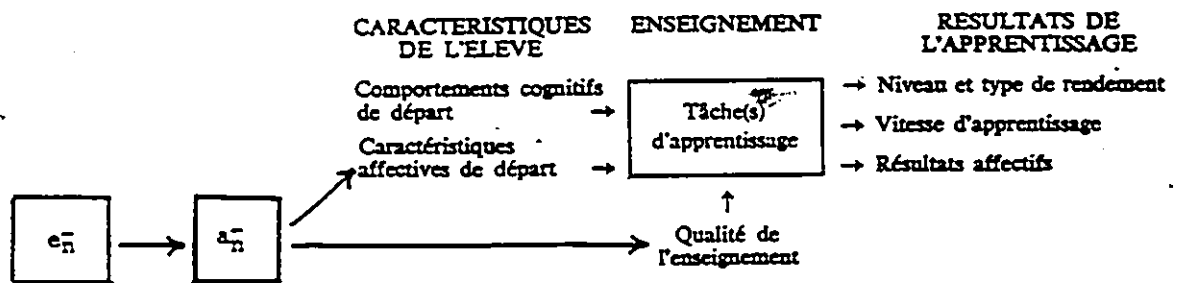 CARACTERISTIQUES
DE L'ELEVE
ENSEIGNEMENT
RESULTATS DE
L'APPRENTISSAGE
Comportements cognitifs
de départ →
Caractéristiques
affectives de départ →
Tâche(s)
d'apprentissage
→ Niveau et type de rendement
→ Vitesse d'apprentissage
→ Résultats affectifs
↑
Qualité de
l'enseignement
e n̄
a n̄